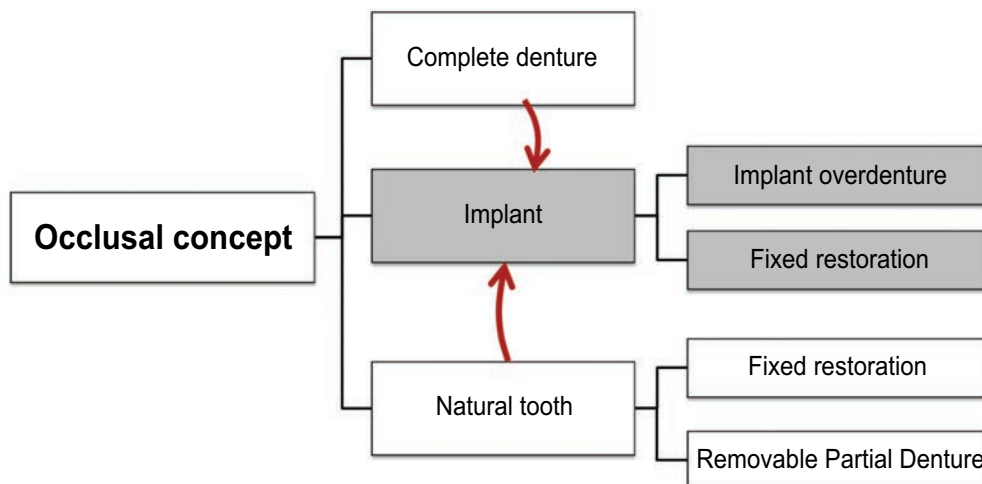 Complete denture
Implant overdenture
Occlusal concept
Implant
Fixed restoration
Fixed restoration
Natural tooth
Removable Partial Denture